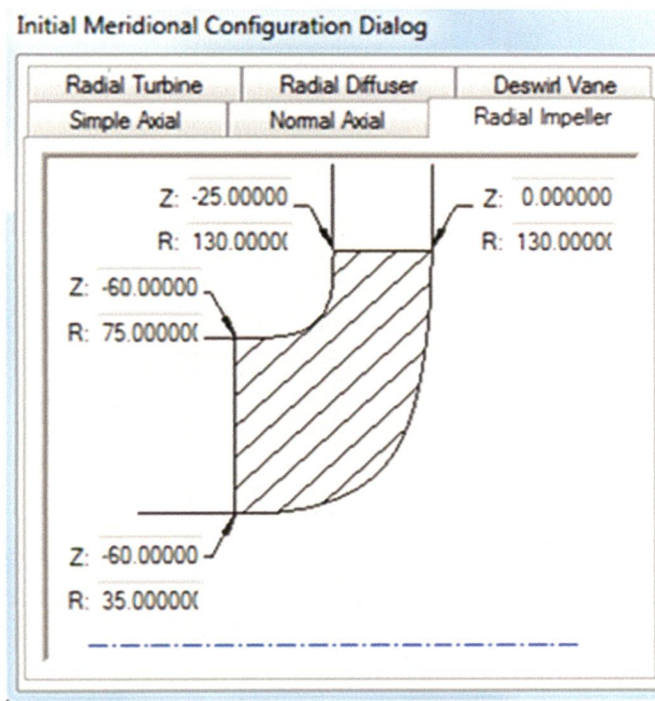 Initial Meridional Configuration Dialog
Radial Turbine Radial Diffuser Deswirl Vane
Simple Axial Normal Axial Radial Impeller
Z: -25.00000 Z: 0.000000
R: 130.0000( R: 130.0000(
Z: -60.00000
R: 75.00000(
Z: -60.00000
R: 35.00000(